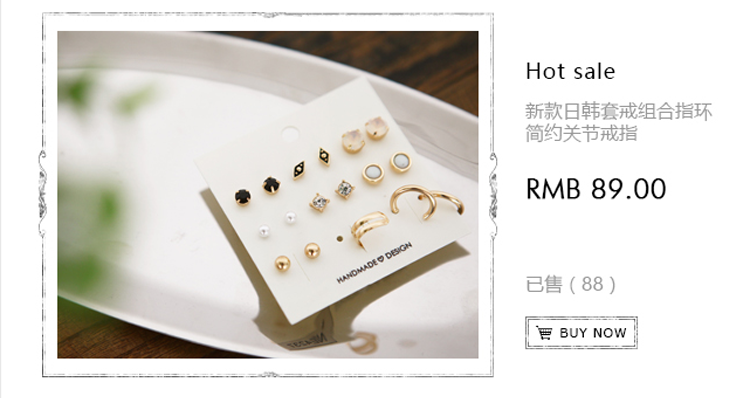 Hot sale
新款日韩套戒组合指环
简约关节戒指
RMB 89.00
已售（88）
BUY NOW
HANDMADE♡DESIGN